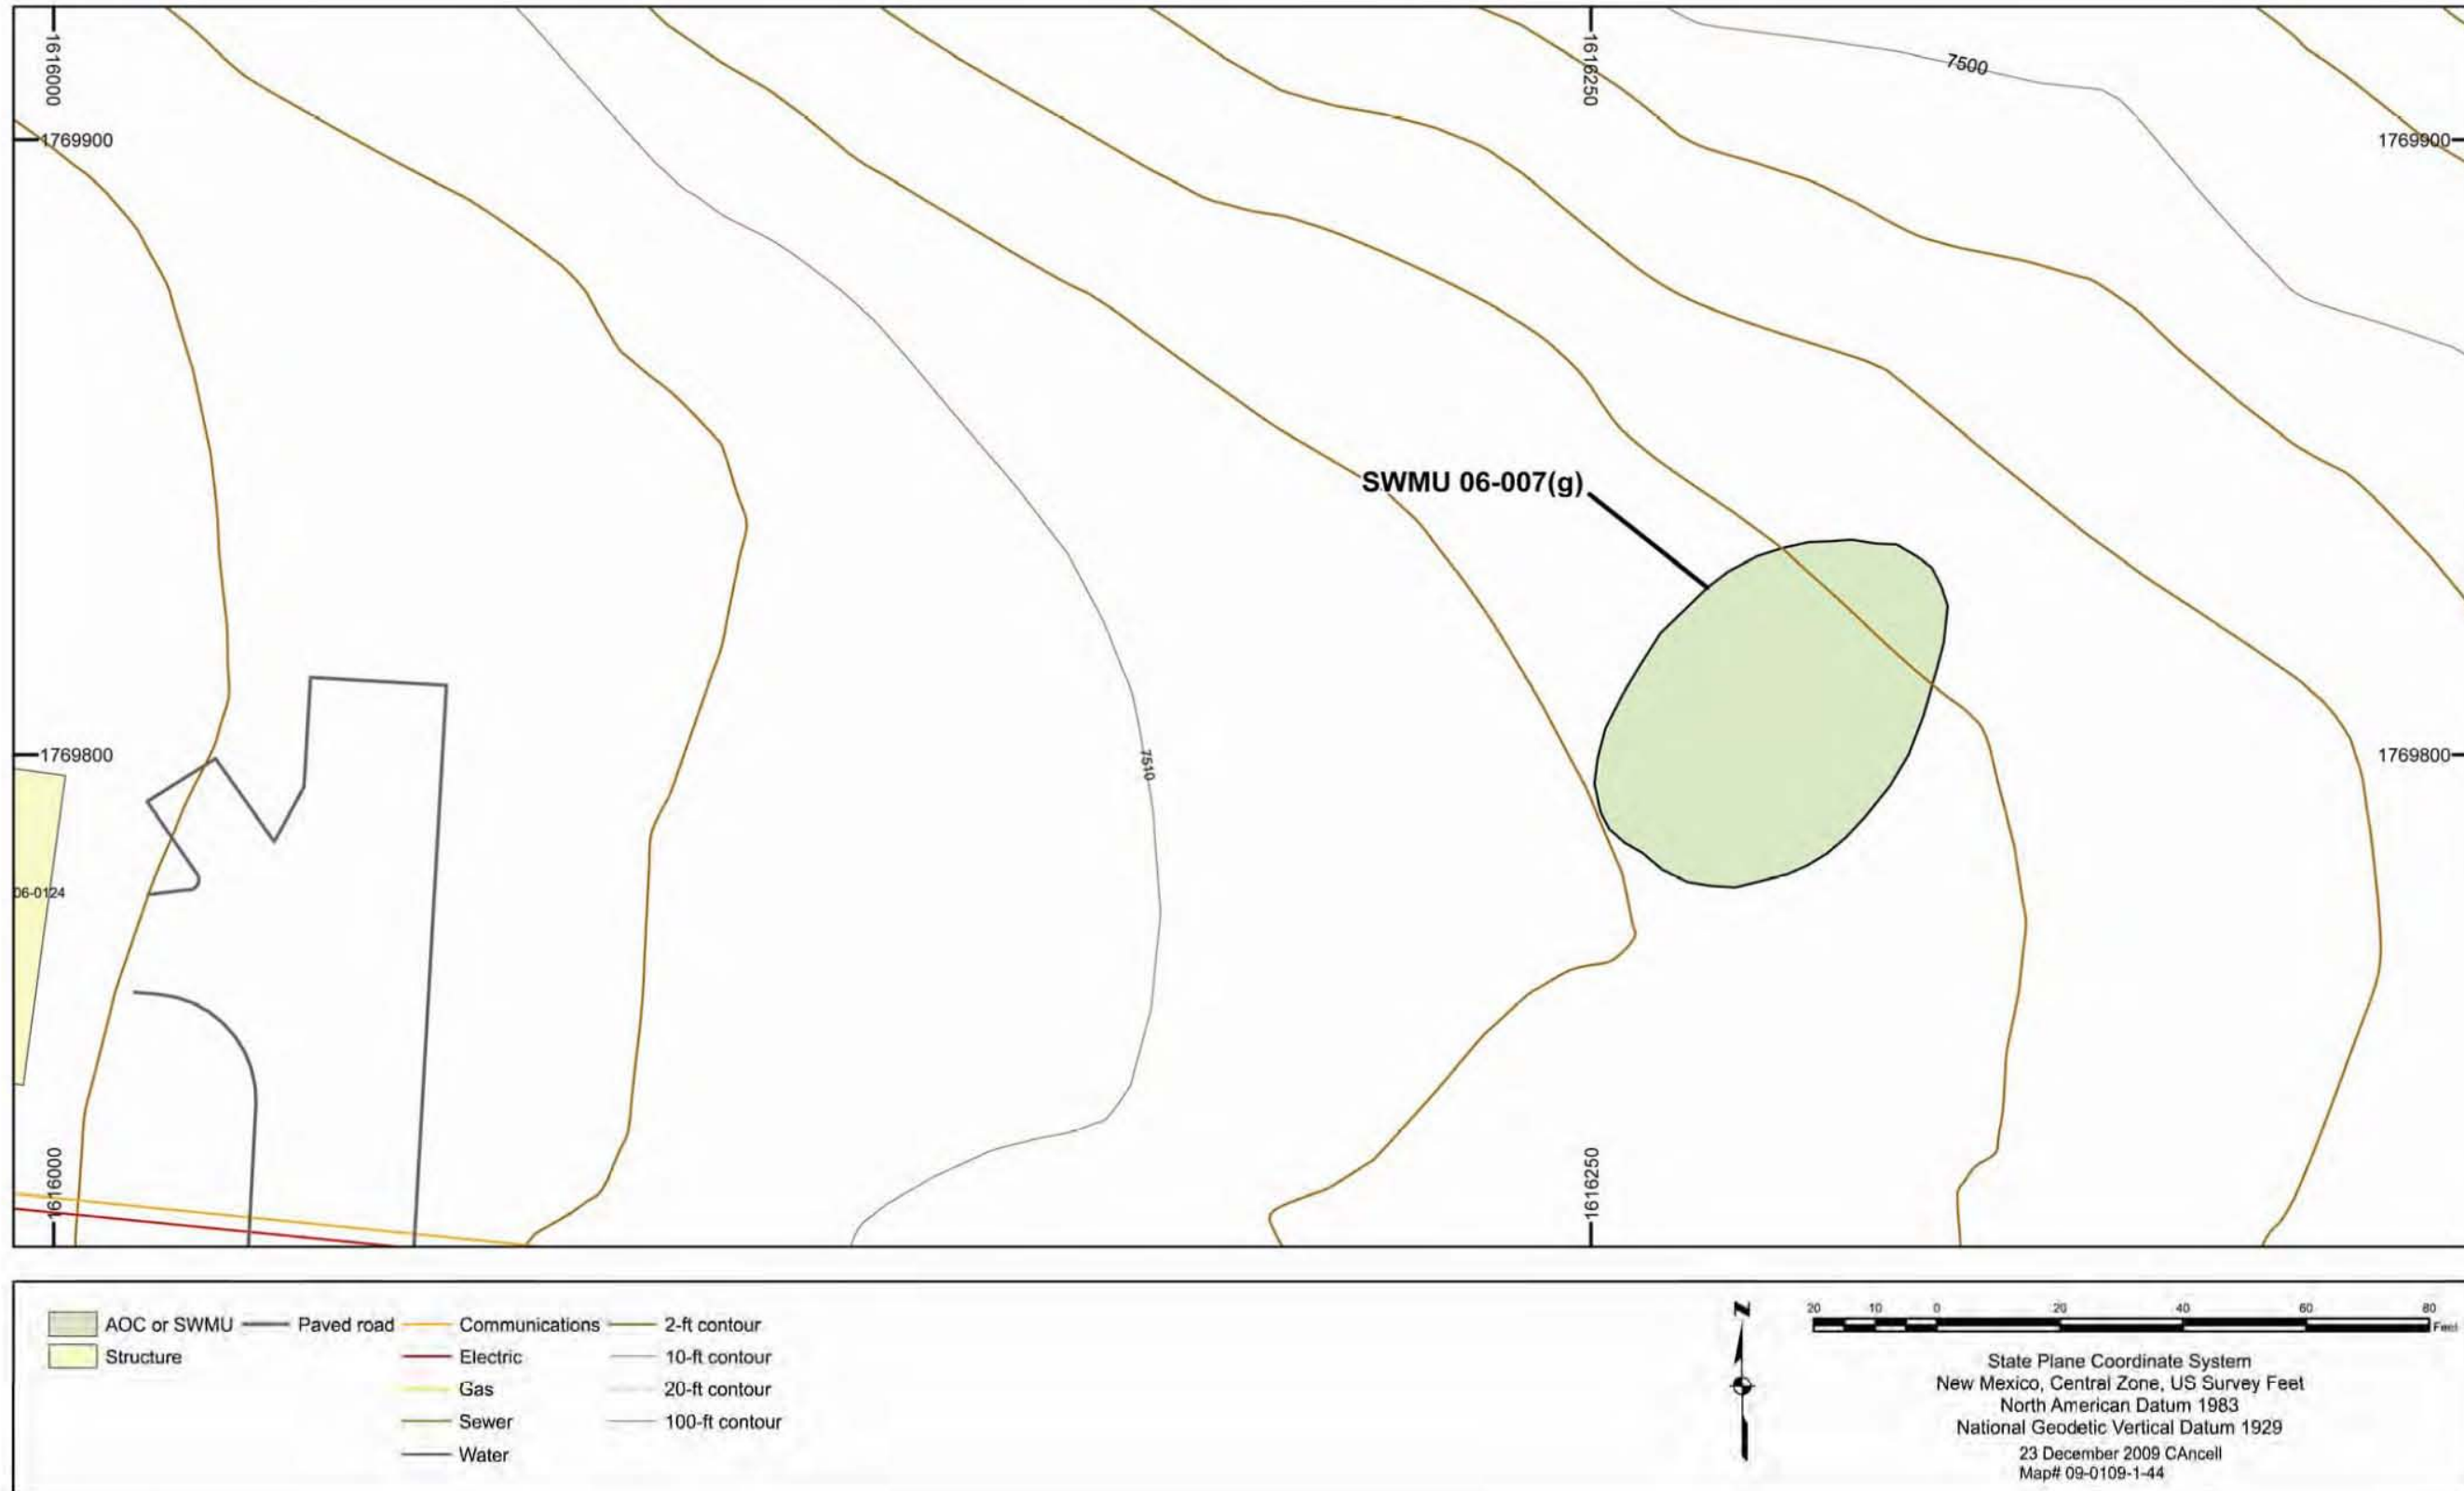 1616000
1616250
7500
1769900
1769900
SWMU 06-007(g)
1769800
7510
1769800
06-0124
1616000
1616250
AOC or SWMU
Paved road
Communications
2-ft contour
Structure
Electric
10-ft contour
Gas
20-ft contour
Sewer
100-ft contour
Water
N
20 10 0 20 40 60 80
Feet
State Plane Coordinate System
New Mexico, Central Zone, US Survey Feet
North American Datum 1983
National Geodetic Vertical Datum 1929
23 December 2009 CAncell
Map# 09-0109-1-44